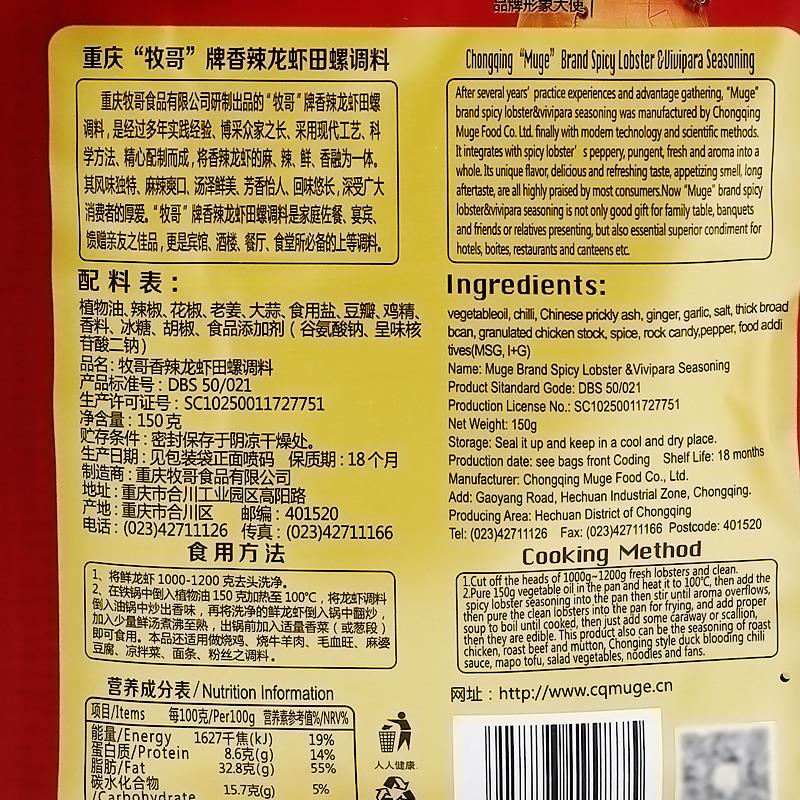 品牌形象大使
重庆“牧哥”牌香辣龙虾田螺调料
重庆牧哥食品有限公司研制出品的“牧哥”牌香辣龙虾田螺
调料，是经过多年实践经验、博采众家之长、采用现代工艺、科
学方法、精心配制而成，将香辣龙虾的麻、辣、鲜、香融为一体。
其风味独特、麻辣爽口、汤泽鲜美、芳香怡人、回味悠长，深受广大
消费者的厚爱。“牧哥”牌香辣龙虾田螺调料是家庭佐餐、宴宾、
馈赠亲友之佳品，更是宾馆、酒楼、餐厅、食堂所必备的上等调料。
配料表：
植物油、辣椒、花椒、老姜、大蒜、食用盐、豆瓣、鸡精、
香料、冰糖、胡椒、食品添加剂（谷氨酸钠、呈味核
苷酸二钠）
品名：牧哥香辣龙虾田螺调料
产品标准号：DBS 50/021
生产许可证号：SC10250011727751
净含量：150克
贮存条件：密封保存于阴凉干燥处。
生产日期：见包装袋正面喷码 保质期：18个月
制造商：重庆牧哥食品有限公司
地址：重庆市合川工业园区高阳路
产地：重庆市合川区 邮编：401520
电话：(023)42711126 传真：(023)42711166
食用方法
1、将鲜龙虾 1000-1200 克去头洗净。
2、在铁锅中倒入植物油 150 克加热至 100℃，将龙虾调料
倒入油锅中炒出香味，再将洗净的鲜龙虾倒入锅中翻炒，
加入少量鲜汤煮沸至熟，出锅前加入适量香菜（或葱段）
即可食用。本品还适用做烧鸡、烧牛羊肉、毛血旺、麻婆
豆腐、凉拌菜、面条、粉丝之调料。
营养成分表/Nutrition Information
项目/Items 每100克/Per100g 营养素参考值%/NRV%
能量/Energy 1627千焦(kJ) 19%
蛋白质/Protein 8.6克(g) 14%
脂肪/Fat 32.8克(g) 55%
碳水化合物
/Carbohydrate 15.7克(g) 5%
人人健康
Chongqing “Muge” Brand Spicy Lobster &Vivipara Seasoning
After several years' practice experiences and advantage gathering, “Muge”
brand spicy lobster&vivipara seasoning was manufactured by Chongqing
Muge Food Co. Ltd. finally with modern technology and scientific methods.
It integrates with spicy lobster's peppery, pungent, fresh and aroma into a
whole. Its unique flavor, delicious and refreshing taste, appetizing smell, long
aftertaste, are all highly praised by most consumers.Now “Muge” brand spicy
lobster&vivipara seasoning is not only good gift for family table, banquets
and friends or relatives presenting, but also essential superior condiment for
hotels, boites, restaurants and canteens etc.
Ingredients:
vegetableoil, chilli, Chinese prickly ash, ginger, garlic, salt, thick broad
bcan, granulated chicken stock, spice, rock candy,pepper, food addi
tives(MSG, I+G)
Name: Muge Brand Spicy Lobster &Vivipara Seasoning
Product Sitandard Gode: DBS 50/021
Production License No.: SC10250011727751
Net Weight: 150g
Storage: Seal it up and keep in a cool and dry place.
Production date: see bags front Coding Shelf Life: 18 months
Manufacturer: Chongqing Muge Food Co., Ltd.
Add: Gaoyang Road, Hechuan Industrial Zone, Chongqing.
Producing Area: Hechuan District of Chongqing
Tel: (023)42711126 Fax: (023)42711166 Postcode: 401520
Cooking Method
1.Cut off the heads of 1000g~1200g fresh lobsters and clean.
2.Pure 150g vegetable oil in the pan and heat it to 100℃, then add the
spicy lobster seasoning into the pan then stir until aroma overflows,
then pure the clean lobsters into the pan for frying, and add proper
soup to boil until cooked, then just add some caraway or scallion,
then they are edible. This product also can be the seasoning of roast
chicken, roast beef and mutton, Chongqing style duck blooding chili
sauce, mapo tofu, salad vegetables, noodles and fans.
网址：http://www.cqmuge.cn